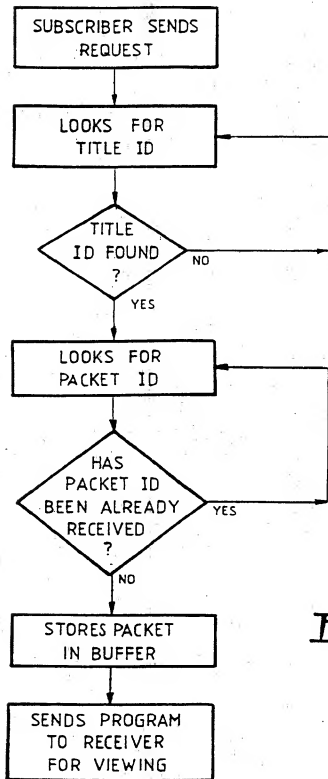 SUBSCRIBER SENDS
REQUEST
LOOKS FOR
TITLE ID
TITLE
ID FOUND
?
NO
YES
LOOKS FOR
PACKET ID
HAS
PACKET ID
BEEN ALREADY
RECEIVED
?
YES
NO
STORES PACKET
IN BUFFER
SENDS PROGRAM
TO RECEIVER
FOR VIEWING